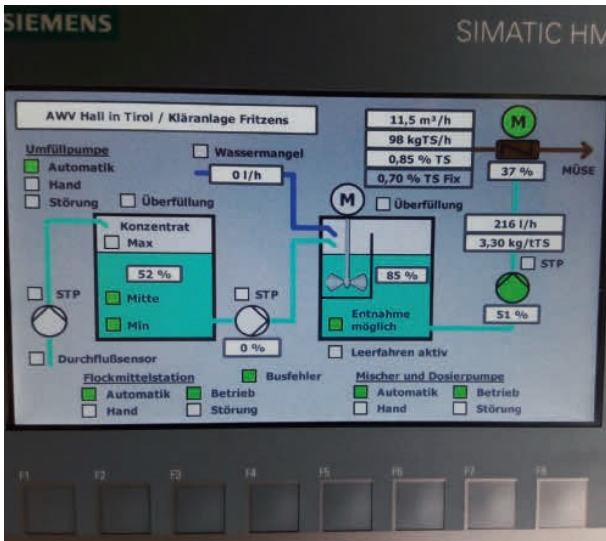 SIEMENS
SIMATIC HM
AWV Hall in Tirol / Kläranlage Fritzens
11,5 m³/h
98 kgTS/h
0,85 % TS
0,70 % TS Fix
M
37 %
MÜSE
Umfüllpumpe
Automatik
Hand
Störung
Wassermangel
0 l/h
Überfüllung
M
Überfüllung
Konzentrat
Max
52 %
Mitte
Min
STP
STP
0 %
85 %
Entnahme
möglich
216 l/h
3,30 kg/tTS
STP
51 %
Durchflußsensor
Leerfahren aktiv
Flockmittelstation
Automatik
Hand
Betrieb
Störung
Busfehler
Mischer und Dosierpumpe
Automatik
Hand
Betrieb
Störung
F1
F2
F3
F4
F5
F6
F7
F8